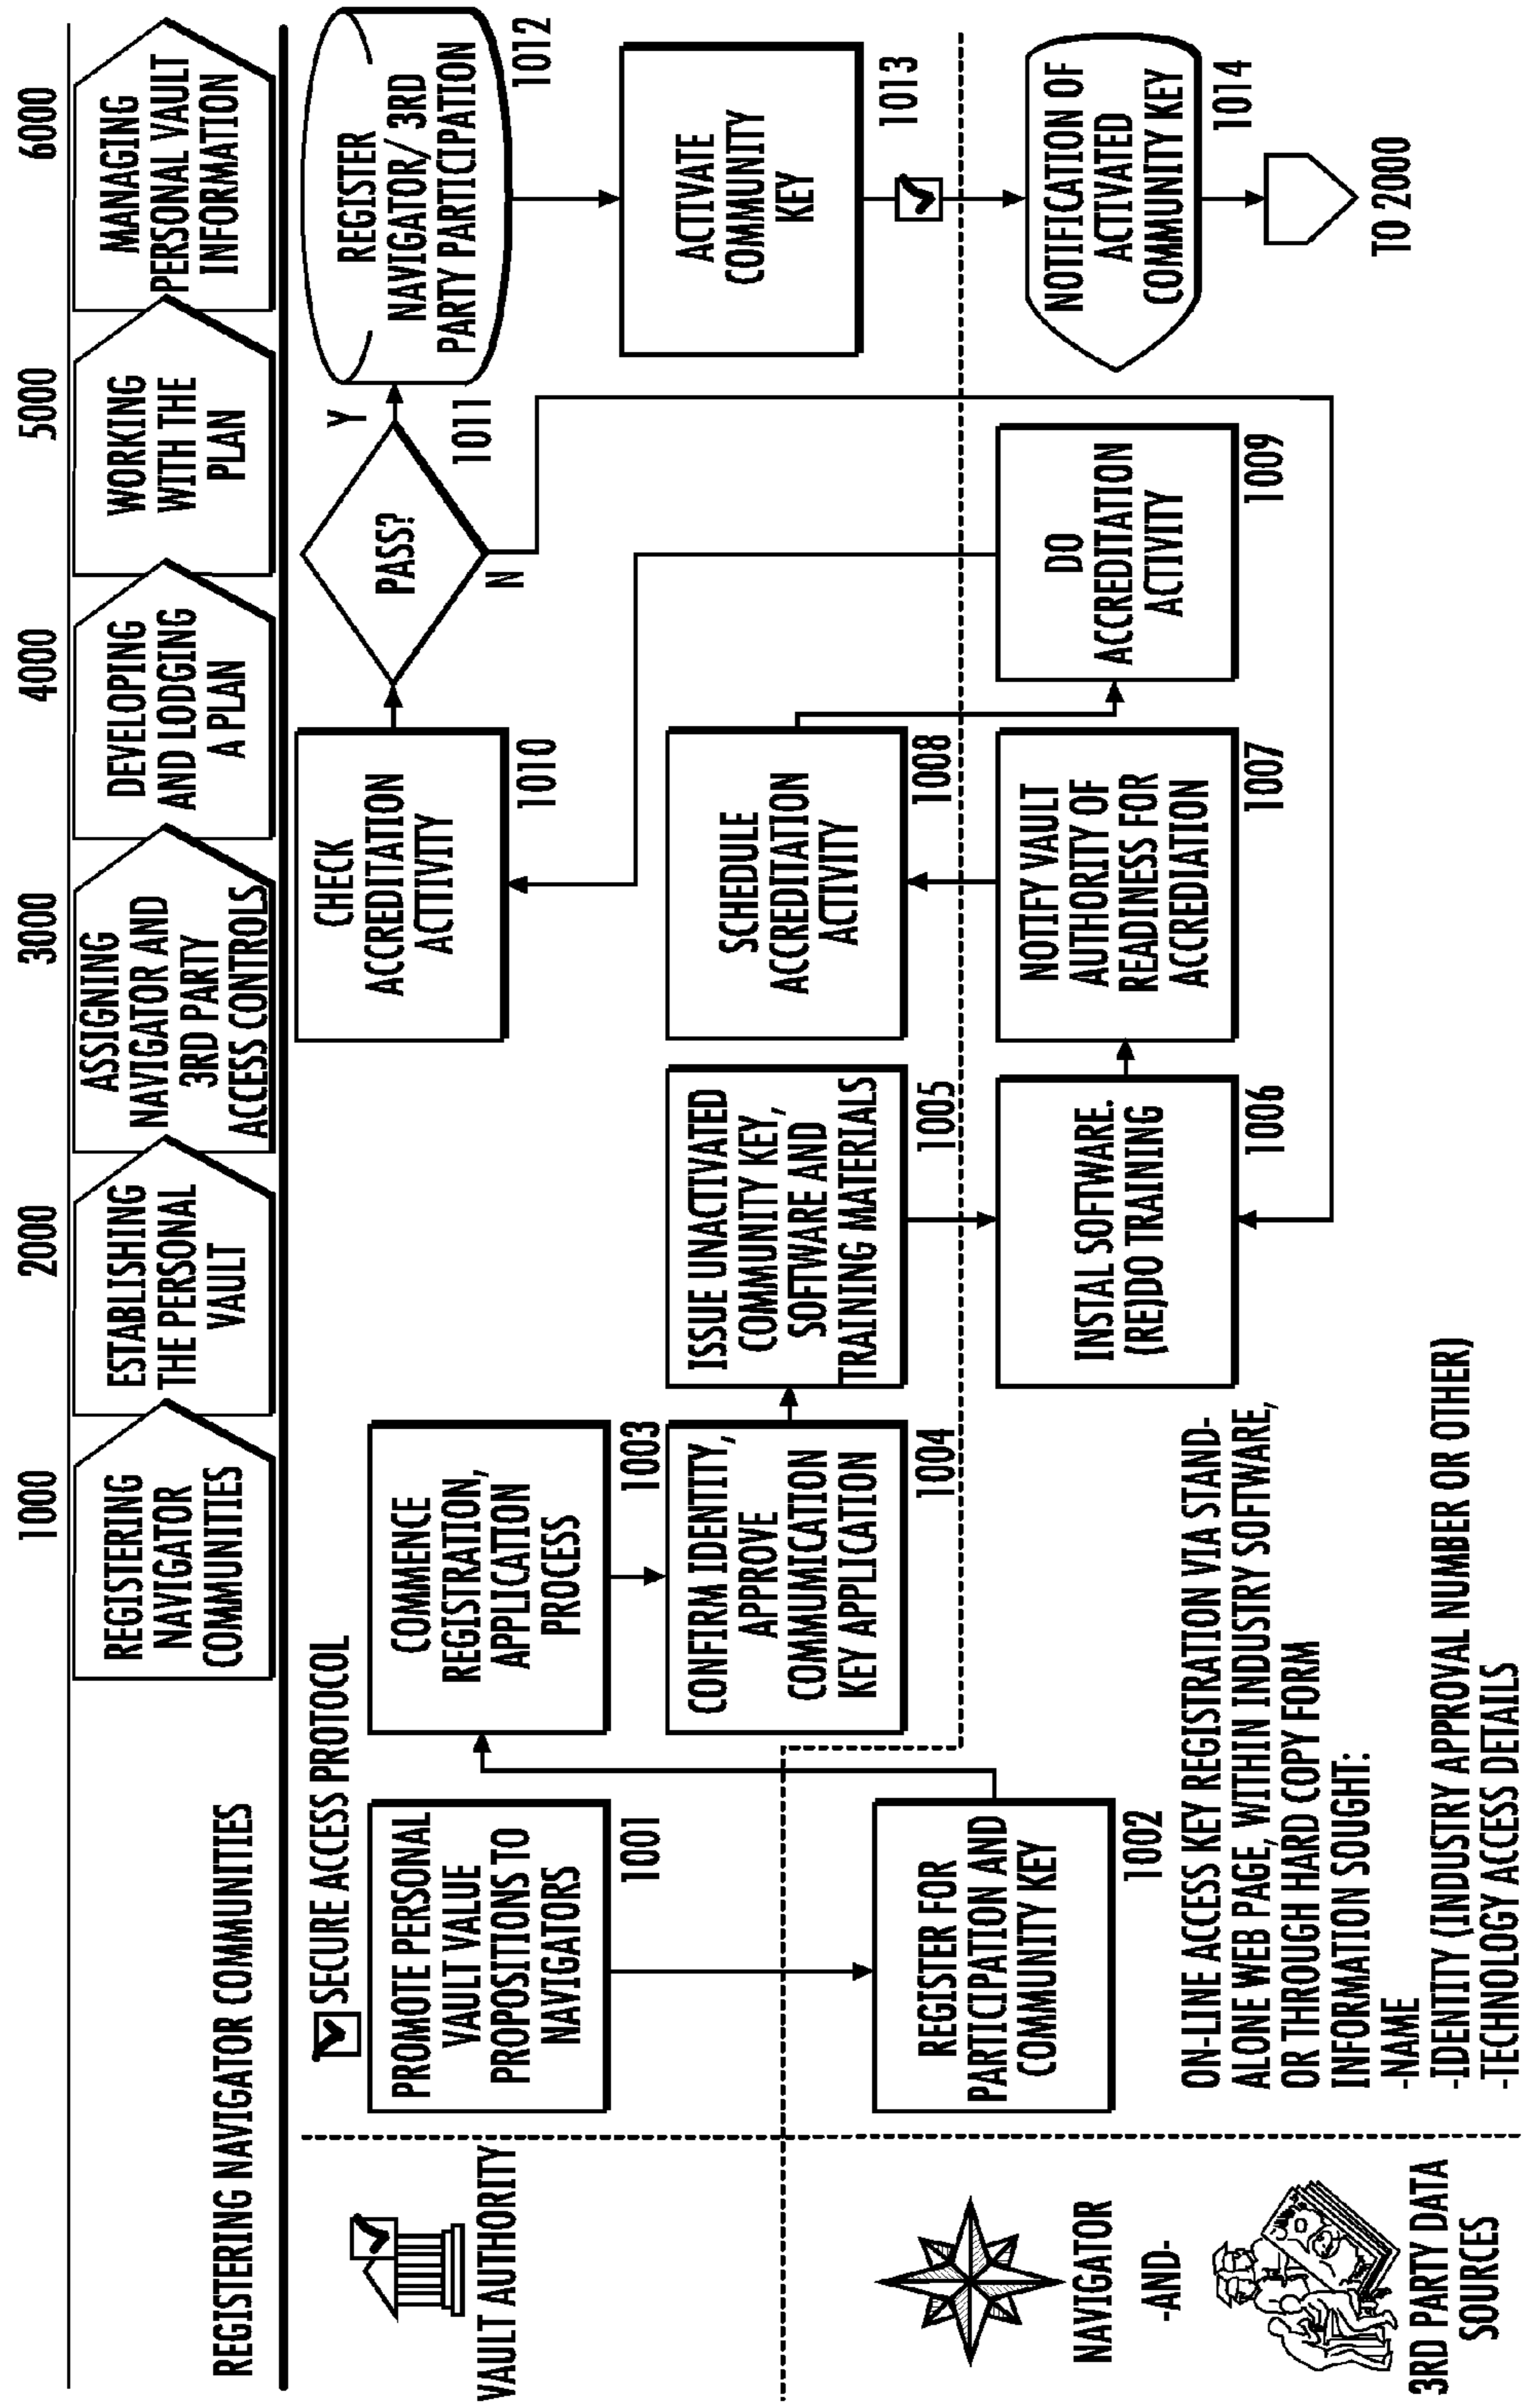 REGISTERING NAVIGATOR COMMUNITIES
1000
REGISTERING
NAVIGATOR
COMMUNITIES
2000
ESTABLISHING
THE PERSONAL
VAULT
3000
ASSIGNING
NAVIGATOR AND
3RD PARTY
ACCESS CONTROLS
4000
DEVELOPING
AND LODGING
A PLAN
5000
WORKING
WITH THE
PLAN
6000
MANAGING
PERSONAL VAULT
INFORMATION
VAULT AUTHORITY
SECURE ACCESS PROTOCOL
PROMOTE PERSONAL
VAULT VALUE
PROPOSITIONS TO
NAVIGATORS
1001
COMMENCE
REGISTRATION,
APPLICATION
PROCESS
1003
CONFIRM IDENTITY,
APPROVE
COMMUMICATION
KEY APPLICATION
1004
ISSUE UNACTIVATED
COMMUNITY KEY,
SOFTWARE AND
TRAINING MATERIALS
1005
CHECK
ACCREDITATION
ACTIVITY
1010
SCHEDULE
ACCREDITATION
ACTIVITY
1008
PASS?
1011
Y
N
REGISTER
NAVIGATOR/ 3RD
PARTY PARTICIPATION
1012
ACTIVATE
COMMUNITY
KEY
1013
NAVIGATOR
-AND-
3RD PARTY DATA
SOURCES
REGISTER FOR
PARTICIPATION AND
COMMUNITY KEY
1002
ON-LINE ACCESS KEY REGISTRATION VIA STAND-
ALONE WEB PAGE, WITHIN INDUSTRY SOFTWARE,
OR THROUGH HARD COPY FORM
INFORMATION SOUGHT:
-NAME
-IDENTITY (INDUSTRY APPROVAL NUMBER OR OTHER)
-TECHNOLOGY ACCESS DETAILS
INSTAL SOFTWARE.
(RE)DO TRAINING
1006
NOTIFY VAULT
AUTHORITY OF
READINESS FOR
ACCREDIATION
1007
DO
ACCREDITATION
ACTIVITY
1009
NOTIFICATION OF
ACTIVATED
COMMUNITY KEY
1014
TO 2000